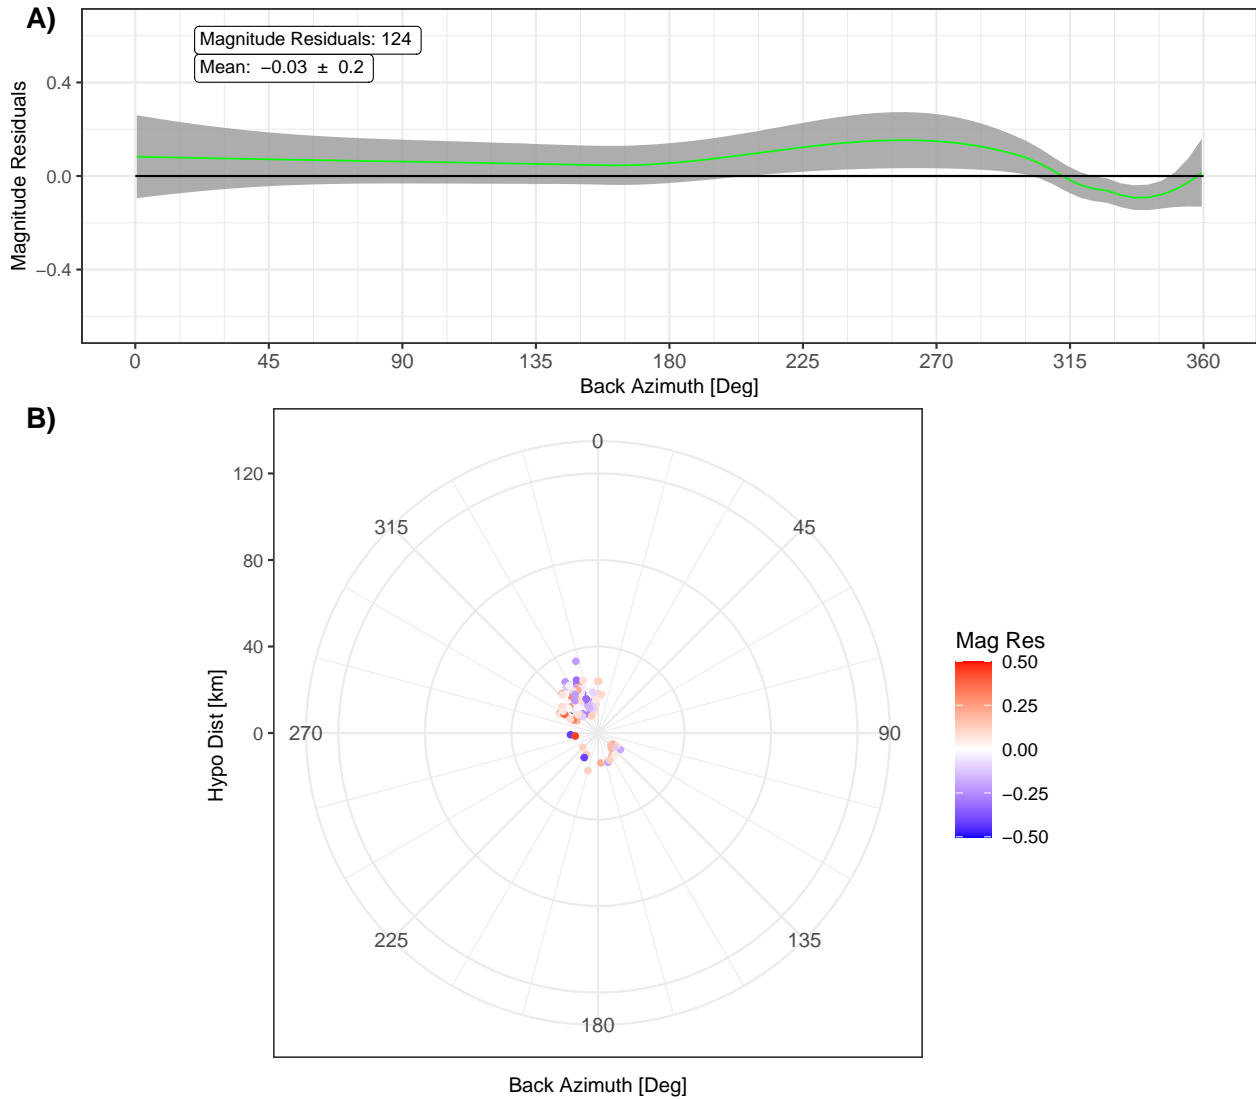 A)
Magnitude Residuals: 124
Mean: −0.03 ± 0.2
Magnitude Residuals
0.4
0.0
−0.4
0 45 90 135 180 225 270 315 360
Back Azimuth [Deg]
B)
Hypo Dist [km]
120
80
40
0
0
45
90
135
180
225
270
315
Back Azimuth [Deg]
Mag Res
0.50
0.25
0.00
−0.25
−0.50